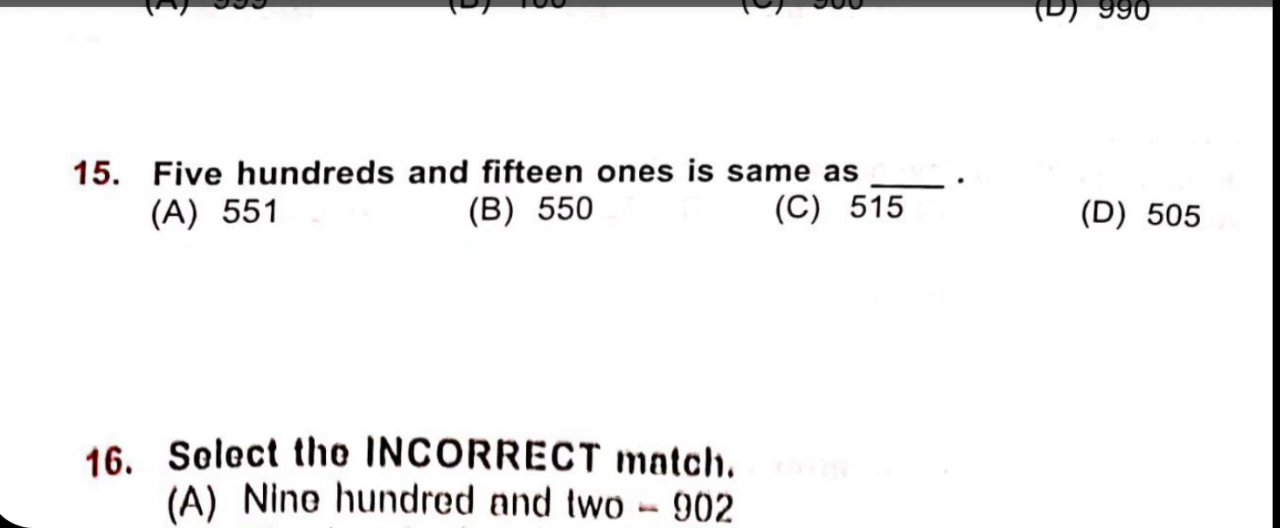 (D) 990
15. Five hundreds and fifteen ones is same as ____ .
(A) 551 (B) 550 (C) 515 (D) 505
16. Select the INCORRECT match.
(A) Nine hundred and two – 902